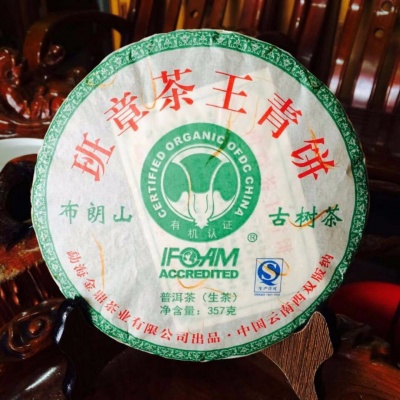 班章茶王青饼
CERTIFIED ORGANIC OFDC CHINA
有机认证
布朗山
古树茶
IFOAM
ACCREDITED
®
普洱茶（生茶）
净含量：357克
勐海金鼎茶业有限公司出品·中国云南西双版纳